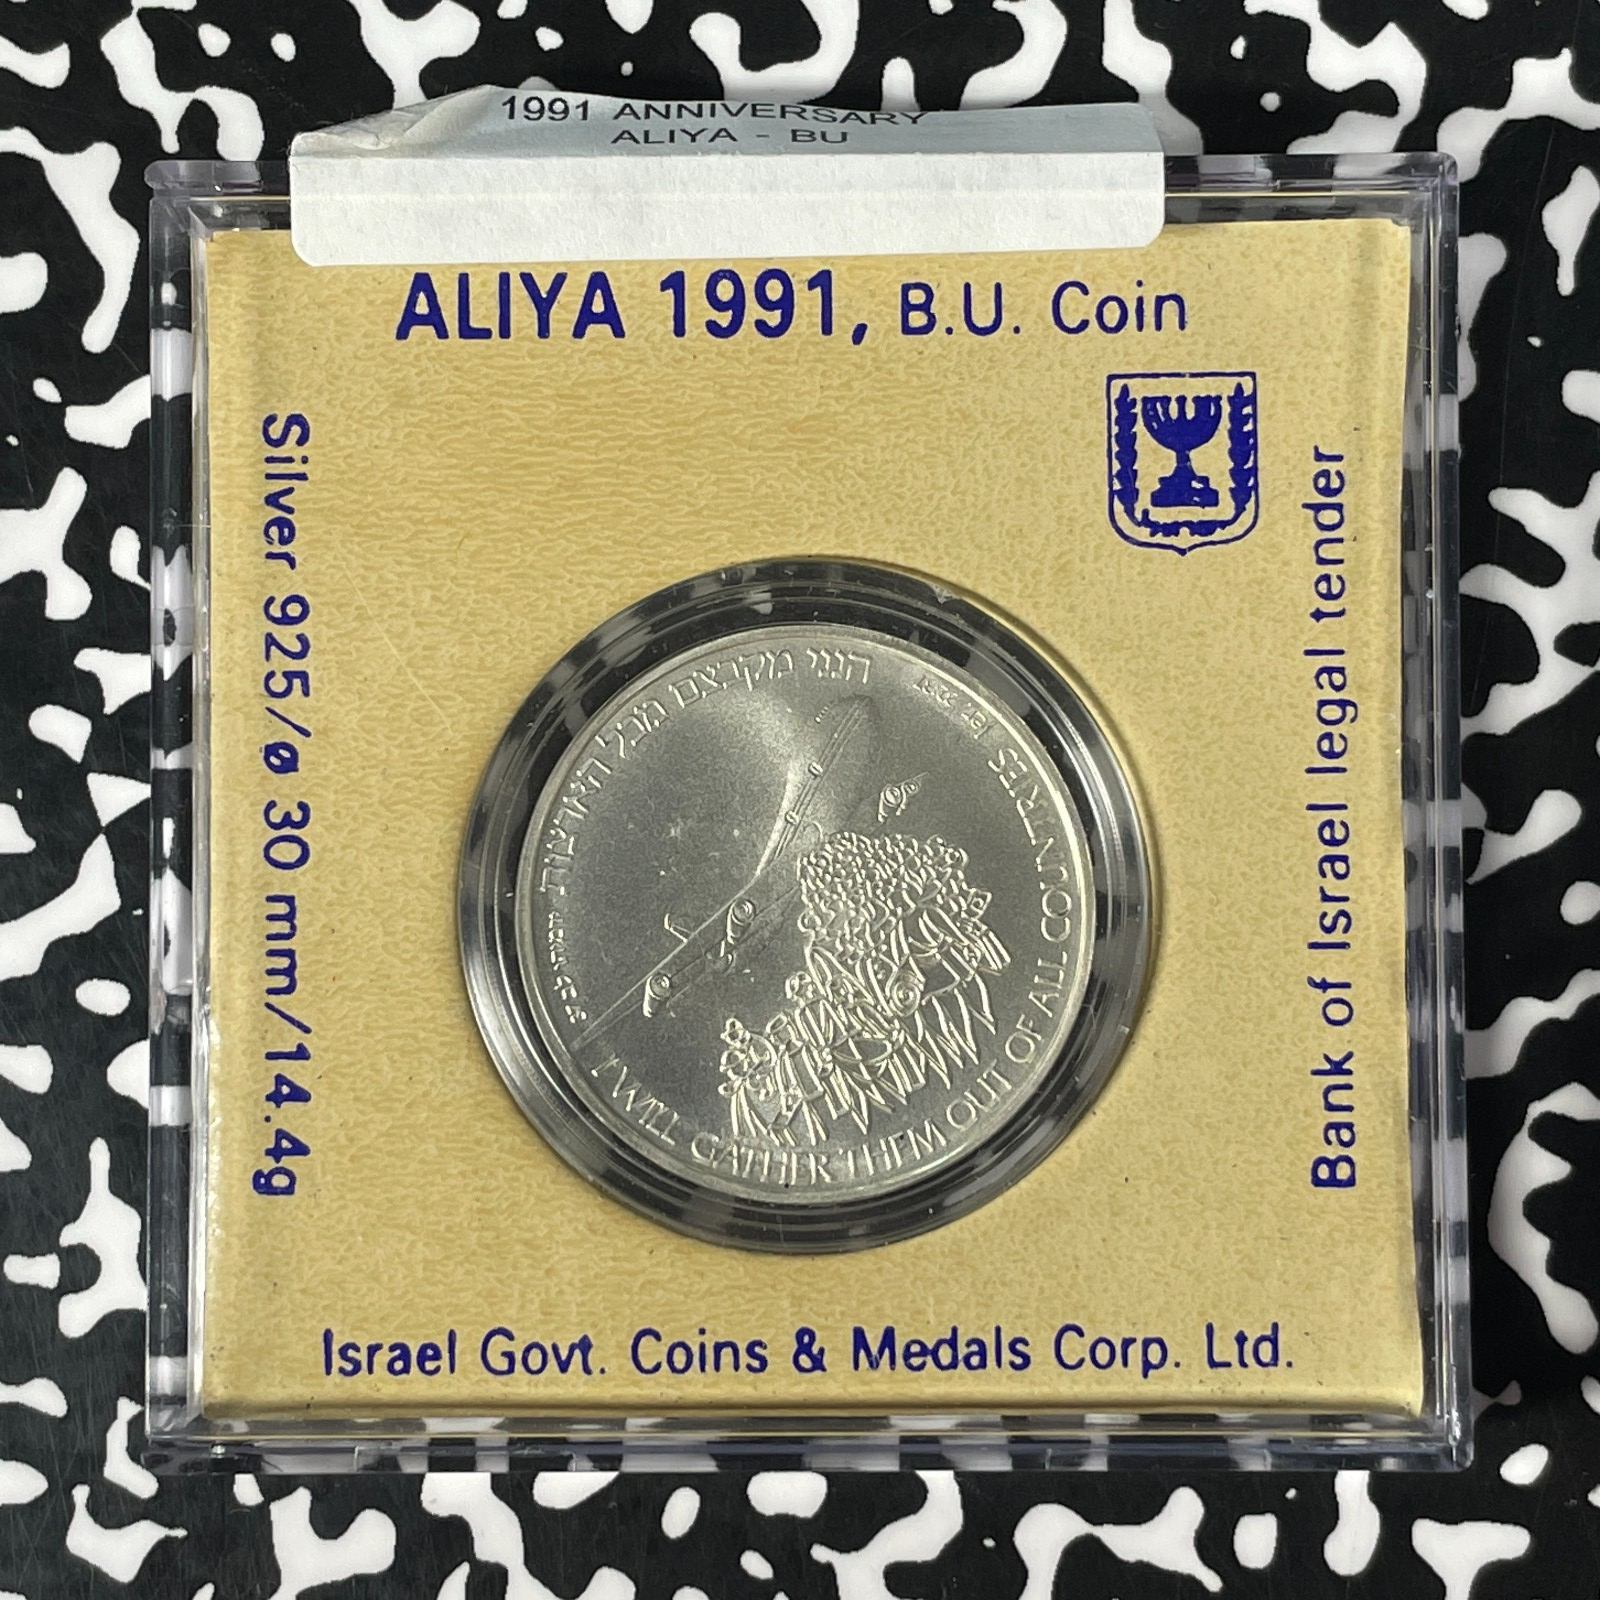 1991 ANNIVERSARY
ALIYA - BU
ALIYA 1991, B.U. Coin
Silver 925/ø 30 mm/14.4g
Bank of Israel legal tender
הנני מקבצם מכל הארצות
I WILL GATHER THEM OUT OF ALL COUNTRIES
Israel Govt. Coins & Medals Corp. Ltd.